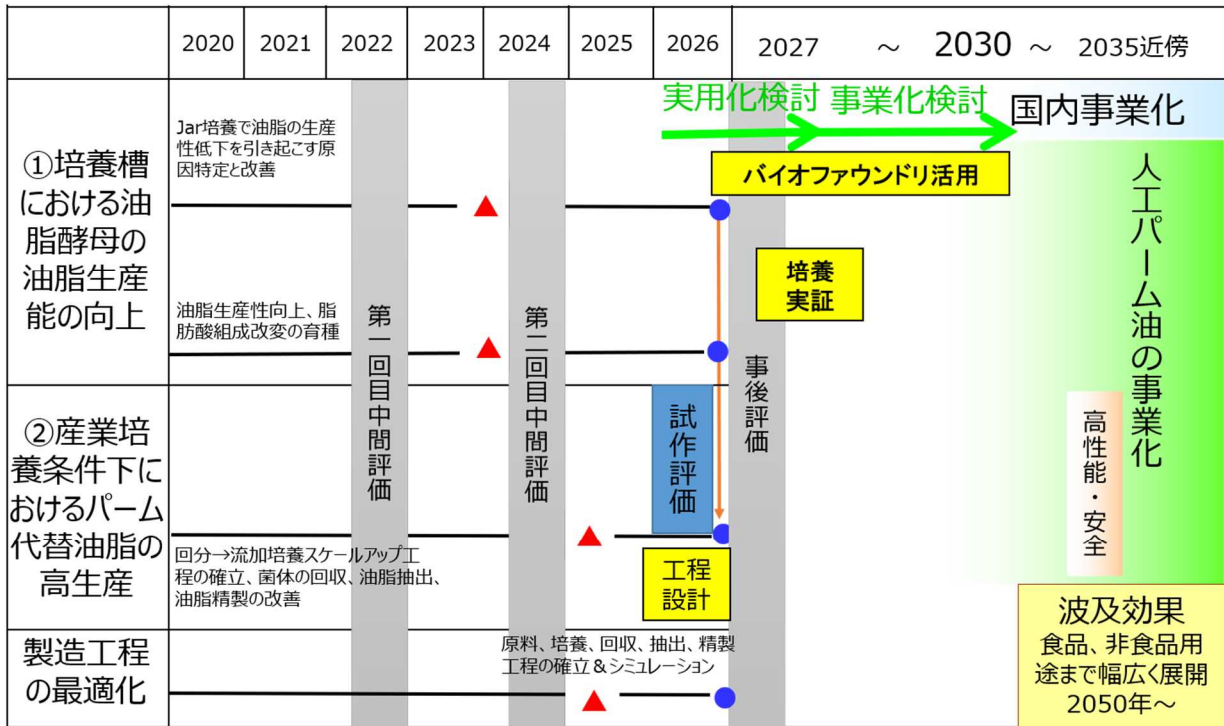 2020
2021
2022
2023
2024
2025
2026
2027
～
2030
～
2035近傍
実用化検討
事業化検討
国内事業化
①培養槽
における油
脂酵母の
油脂生産
能の向上
Jar培養で油脂の生産
性低下を引き起こす原
因特定と改善
バイオファウンドリ活用
油脂生産性向上、脂
肪酸組成改変の育種
培養
実証
第一回目中間評価
第二回目中間評価
事後評価
人工パーム油の事業化
高性能・安全
②産業培
養条件下に
おけるパーム
代替油脂の
高生産
試作評価
回分→流加培養スケールアップ工
程の確立、菌体の回収、油脂抽出、
油脂精製の改善
工程
設計
製造工程
の最適化
原料、培養、回収、抽出、精製
工程の確立＆シミュレーション
波及効果
食品、非食品用
途まで幅広く展開
2050年～